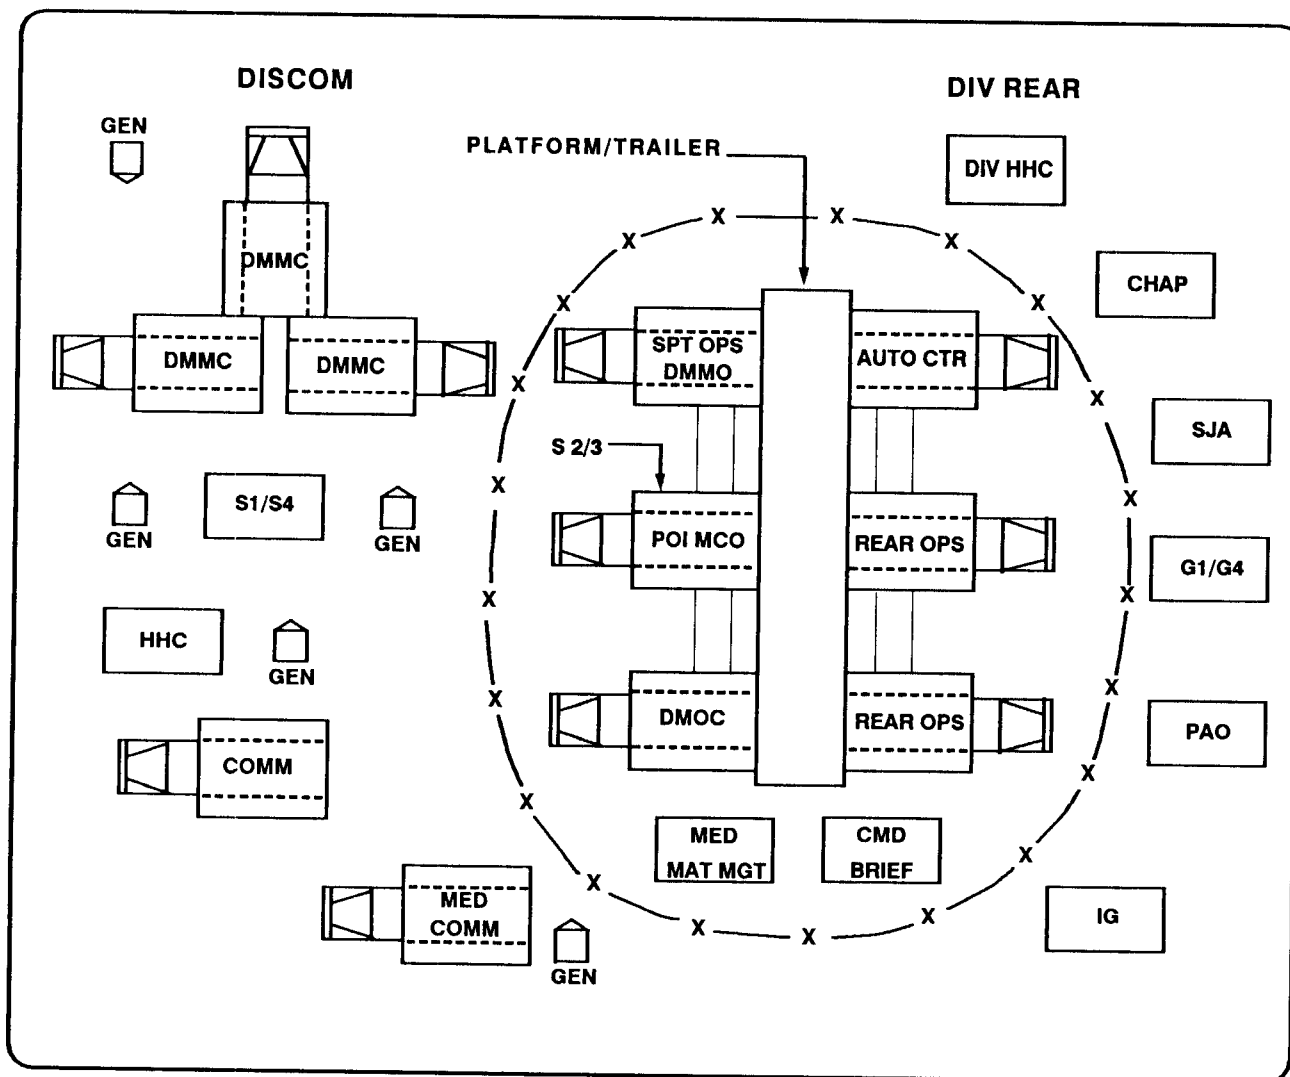 DISCOM
DIV REAR
GEN
PLATFORM/TRAILER
DIV HHC
X X
X X
DMMC
CHAP
X X
DMMC
DMMC
SPT OPS
DMMO
AUTO CTR
X X
SJA
S 2/3
X X
S1/S4
GEN
GEN
POI MCO
REAR OPS
G1/G4
X X
HHC
GEN
X X
DMOC
REAR OPS
PAO
COMM
X X
MED
MAT MGT
CMD
BRIEF
X X
MED
COMM
X X X
IG
GEN